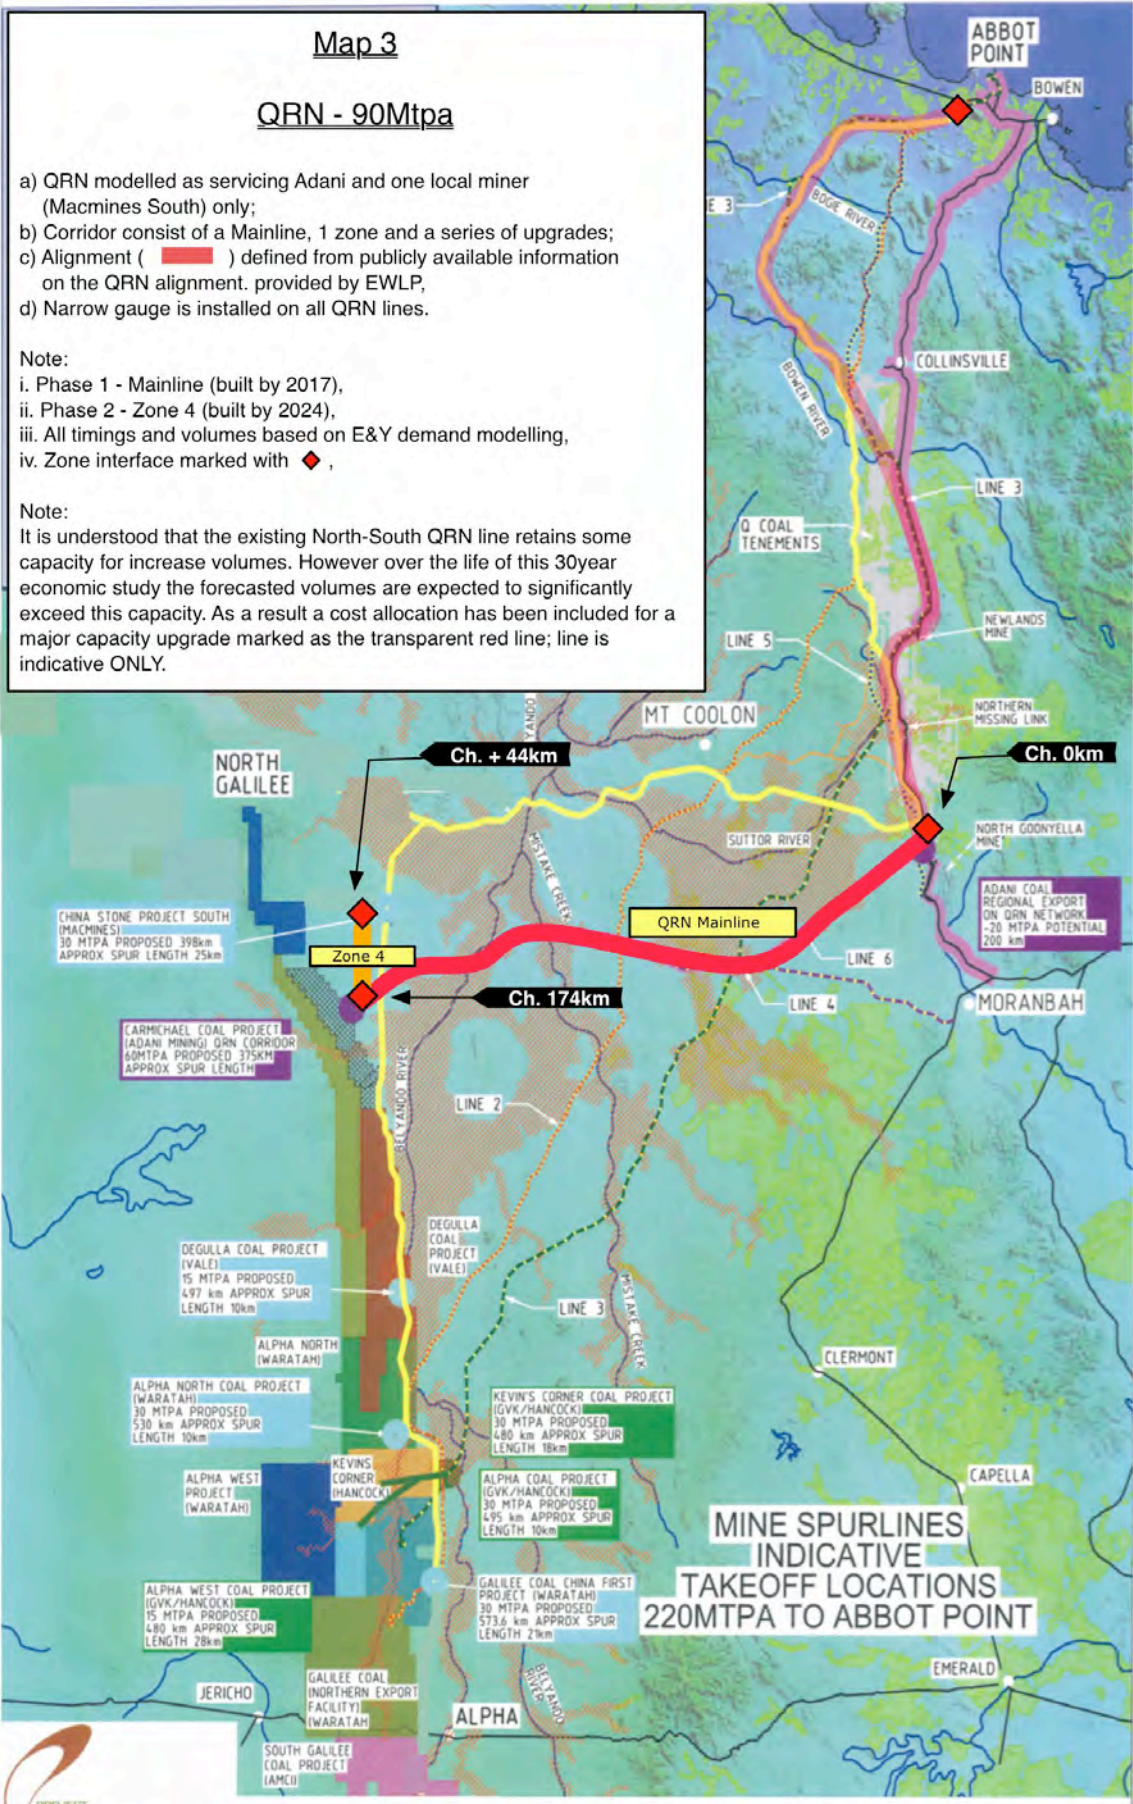 Map 3
QRN - 90Mtpa
a) QRN modelled as servicing Adani and one local miner
(Macmines South) only;
b) Corridor consist of a Mainline, 1 zone and a series of upgrades;
c) Alignment ( ) defined from publicly available information
on the QRN alignment. provided by EWLP,
d) Narrow gauge is installed on all QRN lines.
Note:
i. Phase 1 - Mainline (built by 2017),
ii. Phase 2 - Zone 4 (built by 2024),
iii. All timings and volumes based on E&Y demand modelling,
iv. Zone interface marked with ,
Note:
It is understood that the existing North-South QRN line retains some
capacity for increase volumes. However over the life of this 30year
economic study the forecasted volumes are expected to significantly
exceed this capacity. As a result a cost allocation has been included for a
major capacity upgrade marked as the transparent red line; line is
indicative ONLY.
ABBOT
POINT
BOWEN
E 3
BOGIE RIVER
COLLINSVILLE
BOWEN RIVER
LINE 3
Q COAL
TENEMENTS
NEWLANDS
MINE
LINE 5
NORTHERN
MISSING LINK
MT COOLON
YANDO
Ch. + 44km
Ch. 0km
NORTH
GALILEE
SUTTOR RIVER
NORTH GOONYELLA
MINE
MISTAKE CREEK
ADANI COAL
REGIONAL EXPORT
ON QRN NETWORK
-20 MTPA POTENTIAL
200 km
CHINA STONE PROJECT SOUTH
(MACMINES)
30 MTPA PROPOSED 398km
APPROX SPUR LENGTH 25km
QRN Mainline
Zone 4
LINE 6
Ch. 174km
LINE 4
MORANBAH
CARMICHAEL COAL PROJECT
(ADANI MINING) QRN CORRIDOR
60MTPA PROPOSED 375KM
APPROX SPUR LENGTH
BELYANDO RIVER
LINE 2
DEGULLA
COAL
PROJECT
(VALE)
DEGULLA COAL PROJECT
(VALE)
15 MTPA PROPOSED
497 km APPROX SPUR
LENGTH 10km
LINE 3
MISTAKE CREEK
ALPHA NORTH
(WARATAH)
CLERMONT
ALPHA NORTH COAL PROJECT
(WARATAH)
30 MTPA PROPOSED
530 km APPROX SPUR
LENGTH 10km
KEVIN'S CORNER COAL PROJECT
(GVK/HANCOCK)
30 MTPA PROPOSED
480 km APPROX SPUR
LENGTH 18km
KEVINS
CORNER
(HANCOCK)
ALPHA WEST
PROJECT
(WARATAH)
ALPHA COAL PROJECT
(GVK/HANCOCK)
30 MTPA PROPOSED
495 km APPROX SPUR
LENGTH 10km
CAPELLA
MINE SPURLINES
INDICATIVE
TAKEOFF LOCATIONS
220MTPA TO ABBOT POINT
ALPHA WEST COAL PROJECT
(GVK/HANCOCK)
15 MTPA PROPOSED
480 km APPROX SPUR
LENGTH 28km
GALILEE COAL CHINA FIRST
PROJECT (WARATAH)
30 MTPA PROPOSED
573.6 km APPROX SPUR
LENGTH 21km
EMERALD
BELYANDO
RIVER
JERICHO
GALILEE COAL
(NORTHERN EXPORT
FACILITY)
(WARATAH
ALPHA
SOUTH GALILEE
COAL PROJECT
(AMCI)